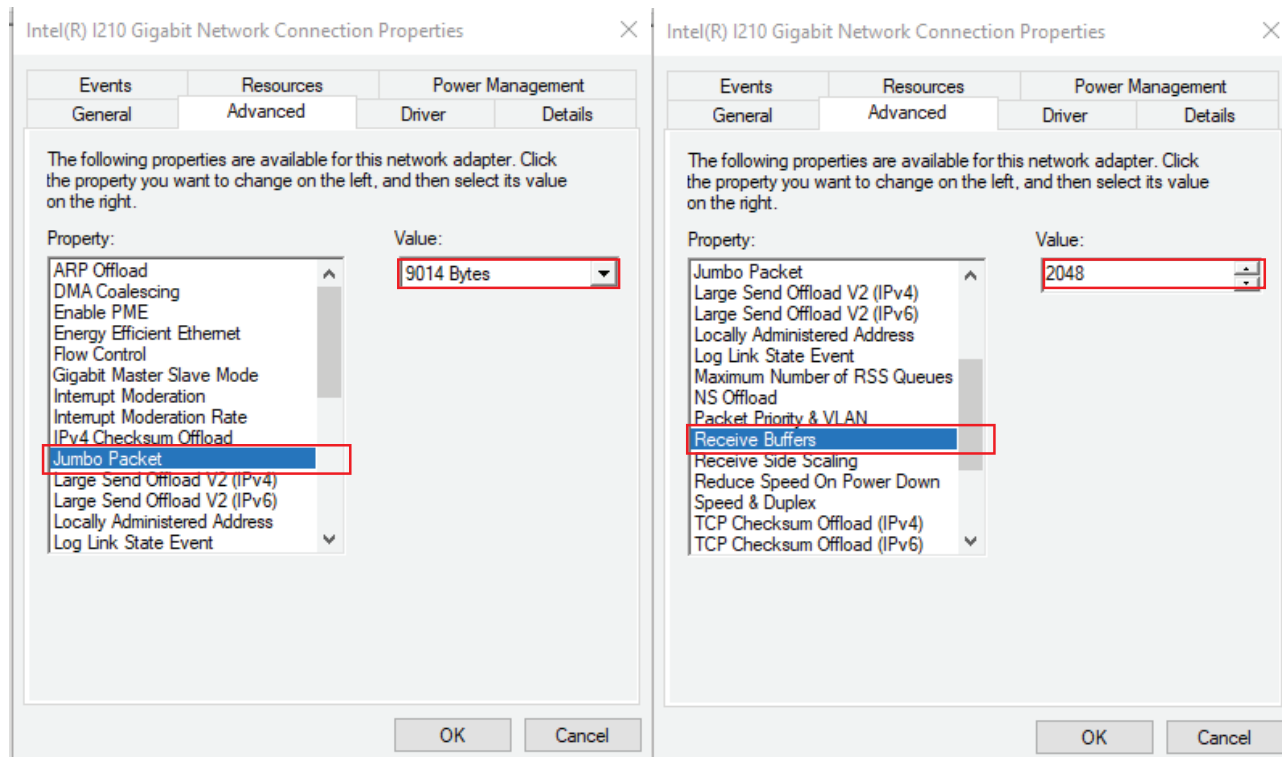 Intel(R) I210 Gigabit Network Connection Properties
Events Resources Power Management
General Advanced Driver Details
The following properties are available for this network adapter. Click
the property you want to change on the left, and then select its value
on the right.
Property: Value:
ARP Offload
DMA Coalescing
Enable PME
Energy Efficient Ethernet
Flow Control
Gigabit Master Slave Mode
Interrupt Moderation
Interrupt Moderation Rate
IPv4 Checksum Offload
Jumbo Packet
Large Send Offload V2 (IPv4)
Large Send Offload V2 (IPv6)
Locally Administered Address
Log Link State Event
9014 Bytes
OK Cancel
Intel(R) I210 Gigabit Network Connection Properties
Events Resources Power Management
General Advanced Driver Details
The following properties are available for this network adapter. Click
the property you want to change on the left, and then select its value
on the right.
Property: Value:
Jumbo Packet
Large Send Offload V2 (IPv4)
Large Send Offload V2 (IPv6)
Locally Administered Address
Log Link State Event
Maximum Number of RSS Queues
NS Offload
Packet Priority & VLAN
Receive Buffers
Receive Side Scaling
Reduce Speed On Power Down
Speed & Duplex
TCP Checksum Offload (IPv4)
TCP Checksum Offload (IPv6)
2048
OK Cancel